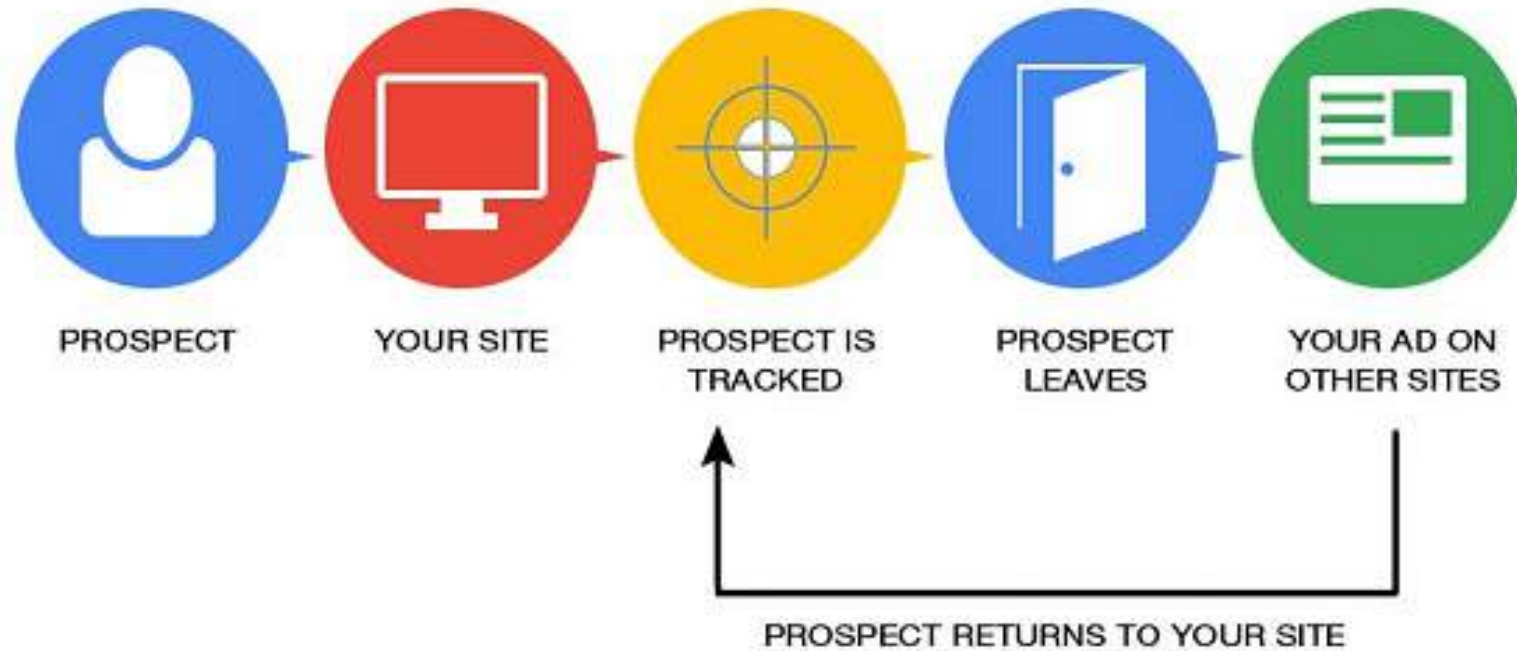 PROSPECT
YOUR SITE
PROSPECT IS
TRACKED
PROSPECT
LEAVES
YOUR AD ON
OTHER SITES
PROSPECT RETURNS TO YOUR SITE